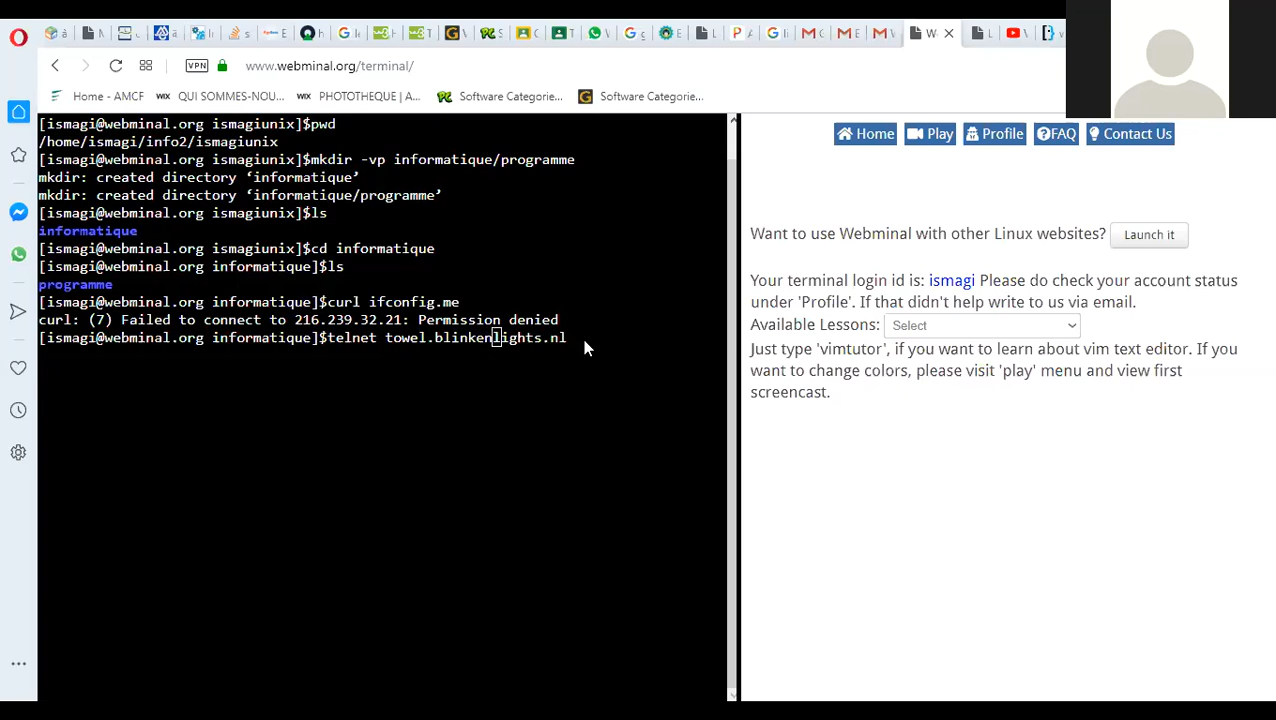 VPN
www.webminal.org/terminal/
Home - AMCF
WIX QUI SOMMES-NOU...
WIX PHOTOTHEQUE | A...
Software Categorie...
Software Categorie...
[ismagi@webminal.org ismagiunix]$pwd
/home/ismagi/info2/ismagiunix
[ismagi@webminal.org ismagiunix]$mkdir -vp informatique/programme
mkdir: created directory ‘informatique’
mkdir: created directory ‘informatique/programme’
[ismagi@webminal.org ismagiunix]$ls
informatique
[ismagi@webminal.org ismagiunix]$cd informatique
[ismagi@webminal.org informatique]$ls
programme
[ismagi@webminal.org informatique]$curl ifconfig.me
curl: (7) Failed to connect to 216.239.32.21: Permission denied
[ismagi@webminal.org informatique]$telnet towel.blinkenlights.nl
Home Play Profile FAQ Contact Us
Want to use Webminal with other Linux websites? Launch it
Your terminal login id is: ismagi Please do check your account status
under 'Profile'. If that didn't help write to us via email.
Available Lessons: Select
Just type 'vimtutor', if you want to learn about vim text editor. If you
want to change colors, please visit 'play' menu and view first
screencast.